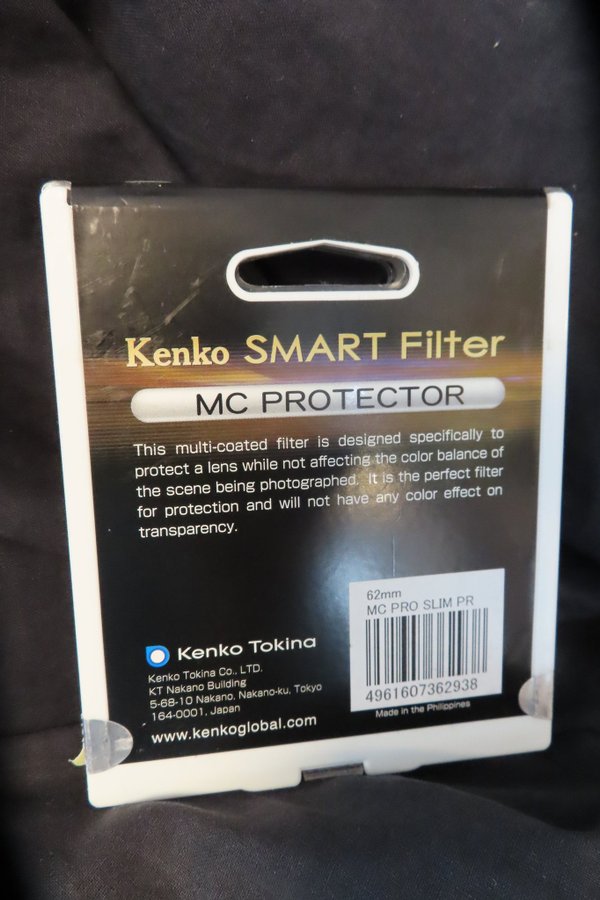 Kenko SMART Filter
MC PROTECTOR
This multi-coated filter is designed specifically to
protect a lens while not affecting the color balance of
the scene being photographed. It is the perfect filter
for protection and will not have any color effect on
transparency.
62mm
MC PRO SLIM PR
4961607362938
Made in the Philippines
Kenko Tokina
Kenko Tokina Co., LTD.
KT Nakano Building
5-68-10 Nakano, Nakano-ku, Tokyo
164-0001, Japan
www.kenkoglobal.com